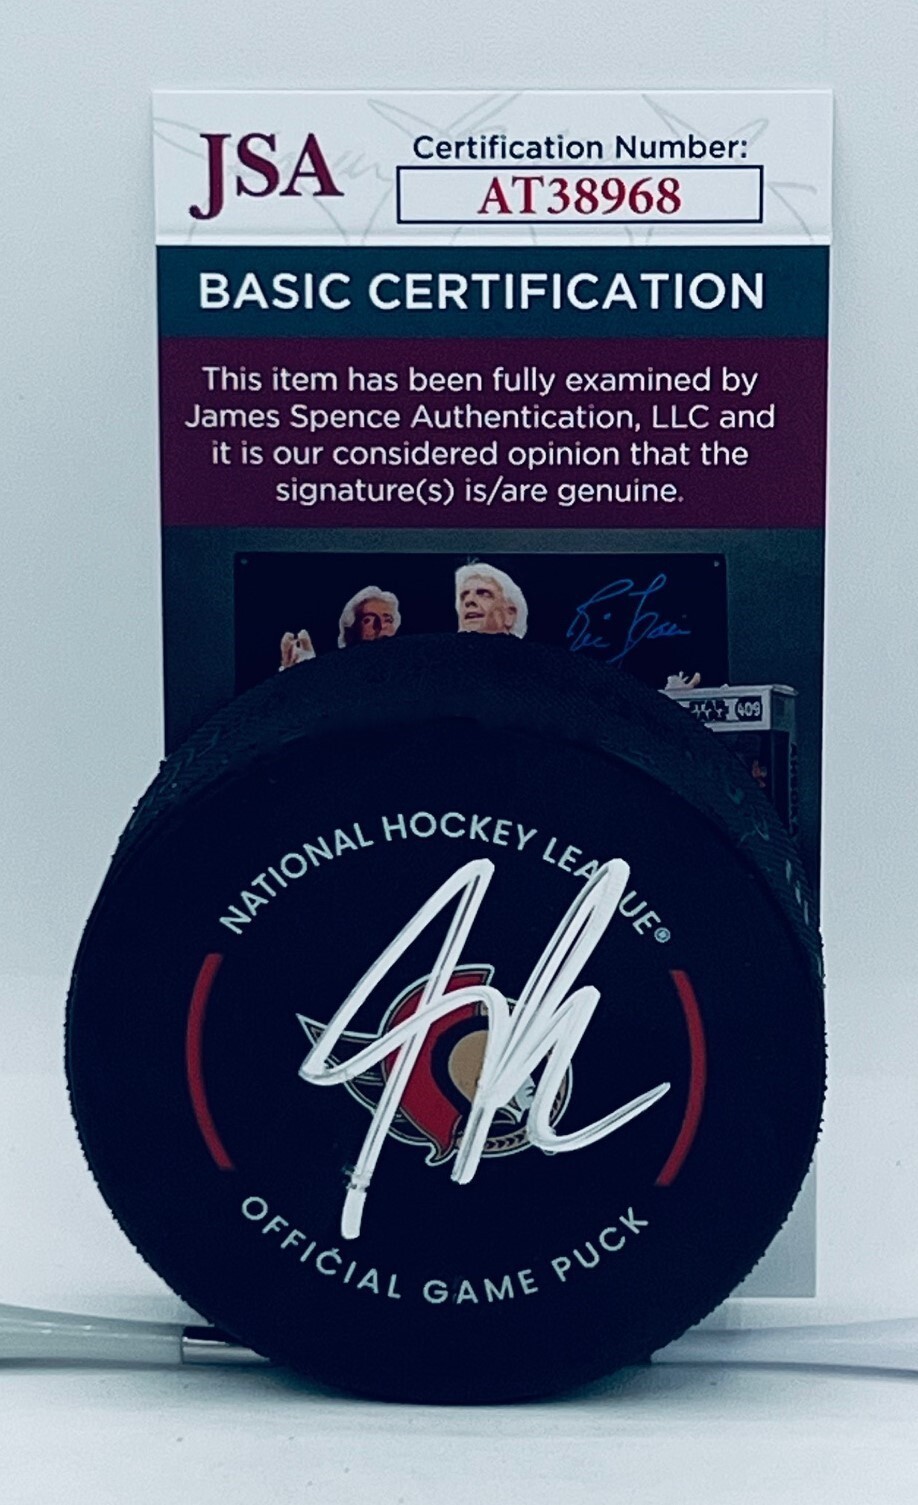 JSA
Certification Number:
AT38968
BASIC CERTIFICATION
This item has been fully examined by
James Spence Authentication, LLC and
it is our considered opinion that the
signature(s) is/are genuine.
409
NATIONAL HOCKEY LEAGUE®
OFFICIAL GAME PUCK